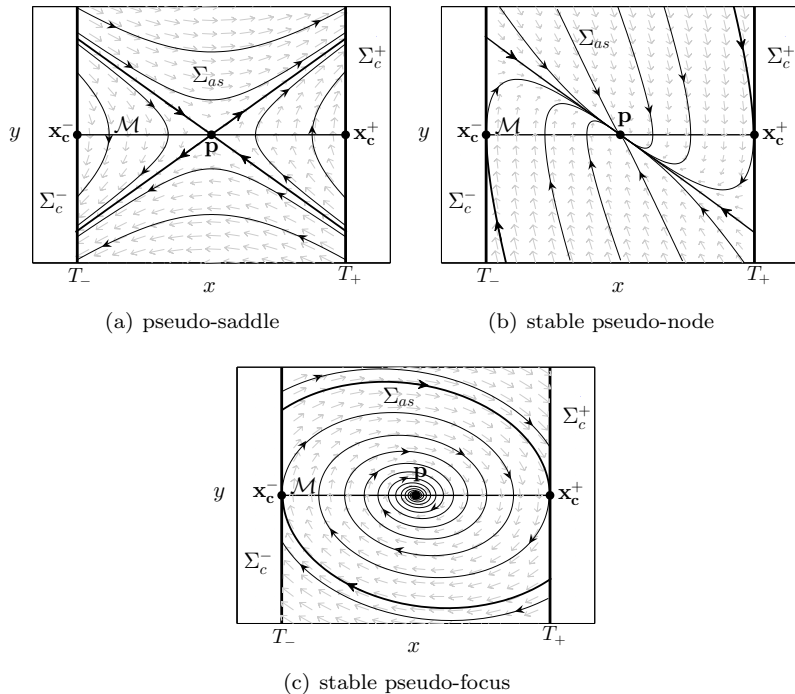 Σ_c^+
Σ_as
y
x_c^-
M
p
x_c^+
Σ_c^-
T_-
x
T_+
(a) pseudo-saddle
Σ_as
Σ_c^+
p
y
x_c^-
M
x_c^+
Σ_c^-
T_-
x
T_+
(b) stable pseudo-node
Σ_as
Σ_c^+
p
y
x_c^-
M
x_c^+
Σ_c^-
T_-
x
T_+
(c) stable pseudo-focus